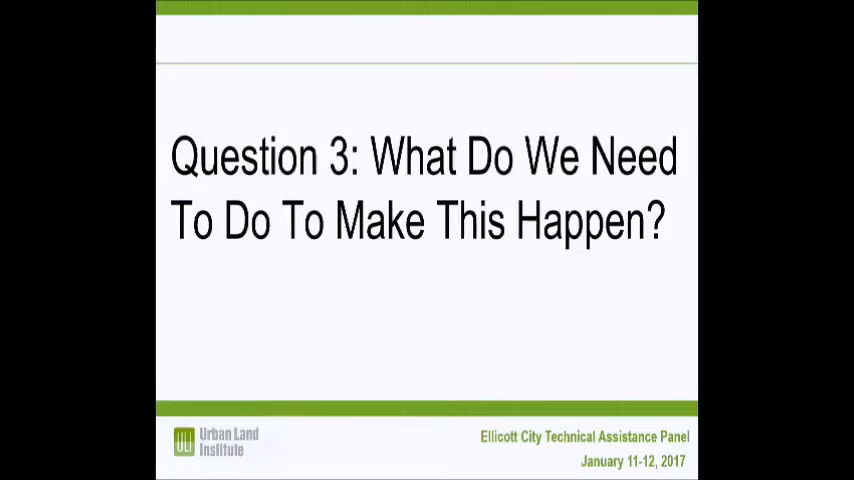 Question 3: What Do We Need
To Do To Make This Happen?
ULI Urban Land
Institute
Ellicott City Technical Assistance Panel
January 11-12, 2017